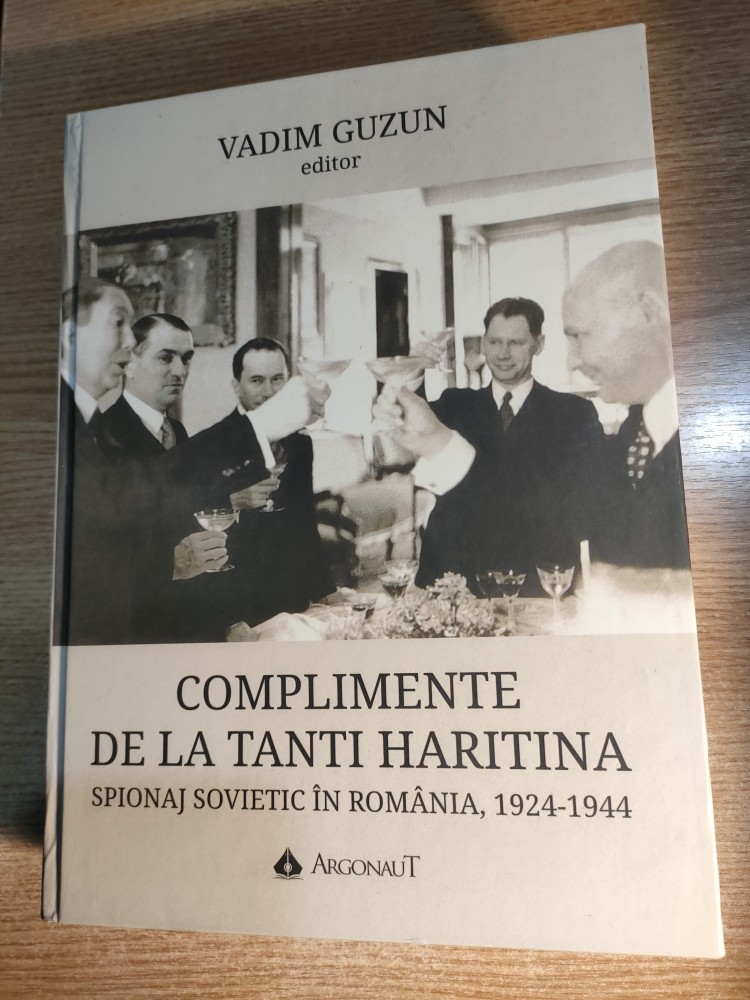 VADIM GUZUN
editor
COMPLIMENTE
DE LA TANTI HARITINA
SPIONAJ SOVIETIC ÎN ROMÂNIA, 1924-1944
ARGONAUT